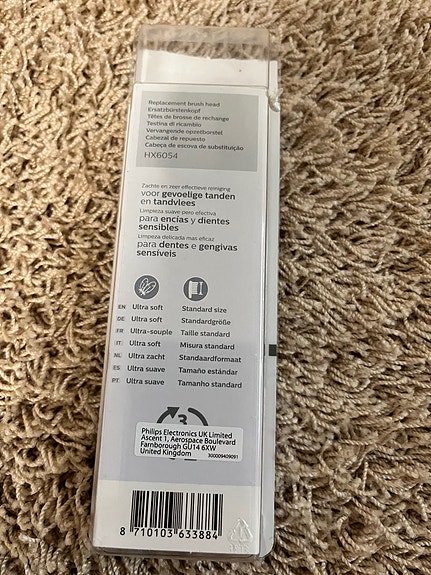 Replacement brush head
Ersatzbürstenkopf
Têtes de brosse de rechange
Testina di ricambio
Vervangende opzetborstel
Cabezal de repuesto
Cabeça de escova de substituição
HX6054
Zachte en zeer effectieve reiniging
voor gevoelige tanden
en tandvlees
Limpieza suave pero efectiva
para encías y dientes
sensibles
Limpeza delicada mas eficaz
para dentes e gengivas
sensíveis
EN Ultra soft Standard size
DE Ultra soft Standardgröße
FR Ultra-souple Taille standard
IT Ultra soft Misura standard
NL Ultra zacht Standaardformaat
ES Ultra suave Tamaño estándar
PT Ultra suave Tamanho standard
3
Philips Electronics UK Limited
Ascent 1, Aerospace Boulevard
Farnborough GU14 6XW
United Kingdom 300009409091
8 710103 633884